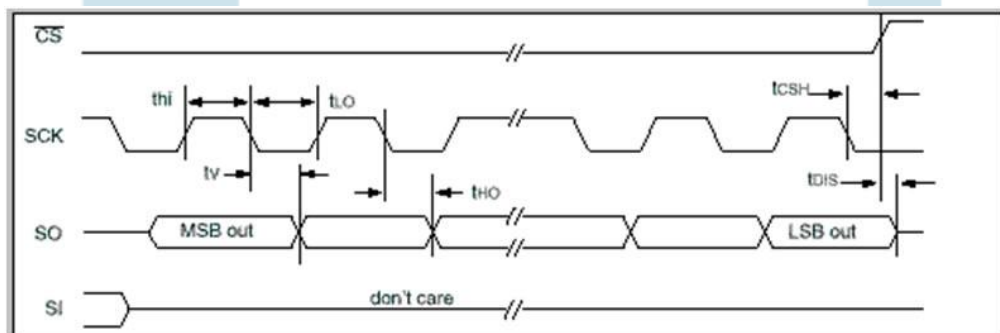 CS
thi
tLO
tCSH
SCK
tV
tHO
tDIS
SO
MSB out
LSB out
SI
don't care